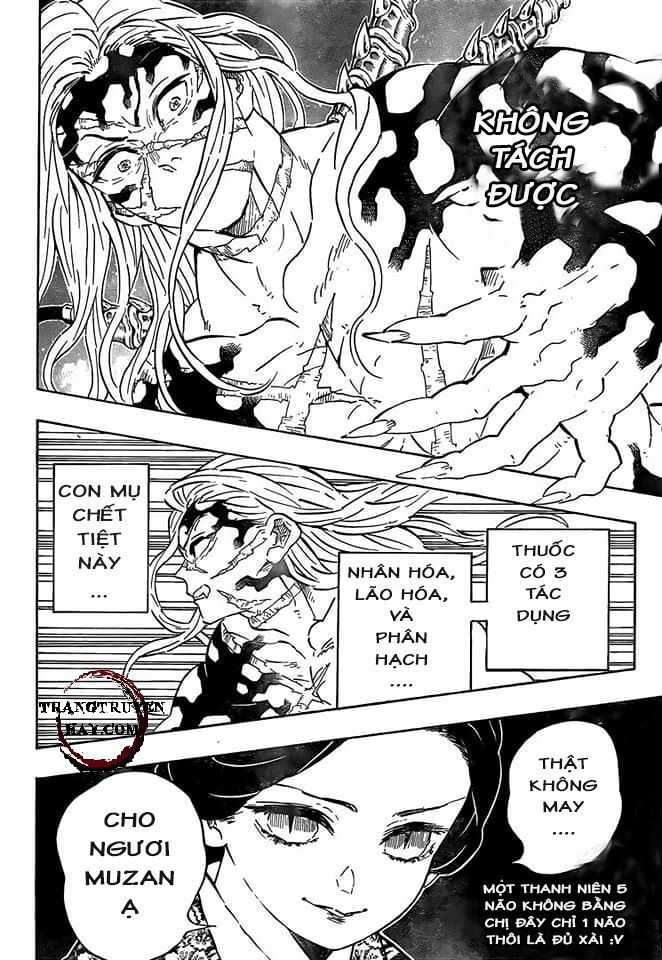 KHÔNG
TÁCH
ĐƯỢC
THUỐC
CÓ 3
TÁC
DỤNG
NHÂN HÓA,
LÃO HÓA,
VÀ
PHÂN
HẠCH
....
CON MỤ
CHẾT
TIỆT
NÀY
...
TRANGTRUYEN
HAY.COM
THẬT
KHÔNG
MAY
....
CHO
NGƯƠI
MUZAN
Ạ
MỘT THANH NIÊN 5
NÃO KHÔNG BẰNG
CHỊ ĐÂY CHỈ 1 NÃO
THÔI LÀ ĐỦ XÀI :V